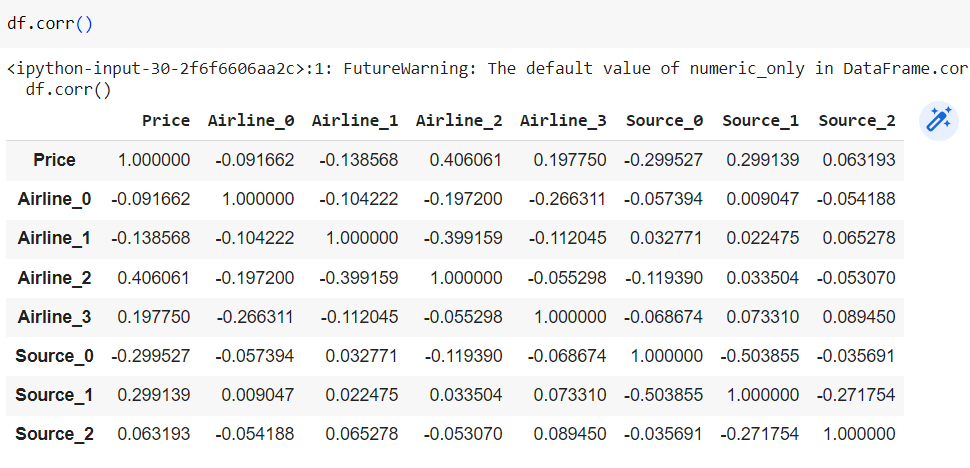 df.corr()
<ipython-input-30-2f6f6606aa2c>:1: FutureWarning: The default value of numeric_only in DataFrame.cor
df.corr()
Price Airline_0 Airline_1 Airline_2 Airline_3 Source_0 Source_1 Source_2
Price 1.000000 -0.091662 -0.138568 0.406061 0.197750 -0.299527 0.299139 0.063193
Airline_0 -0.091662 1.000000 -0.104222 -0.197200 -0.266311 -0.057394 0.009047 -0.054188
Airline_1 -0.138568 -0.104222 1.000000 -0.399159 -0.112045 0.032771 0.022475 0.065278
Airline_2 0.406061 -0.197200 -0.399159 1.000000 -0.055298 -0.119390 0.033504 -0.053070
Airline_3 0.197750 -0.266311 -0.112045 -0.055298 1.000000 -0.068674 0.073310 0.089450
Source_0 -0.299527 -0.057394 0.032771 -0.119390 -0.068674 1.000000 -0.503855 -0.035691
Source_1 0.299139 0.009047 0.022475 0.033504 0.073310 -0.503855 1.000000 -0.271754
Source_2 0.063193 -0.054188 0.065278 -0.053070 0.089450 -0.035691 -0.271754 1.000000